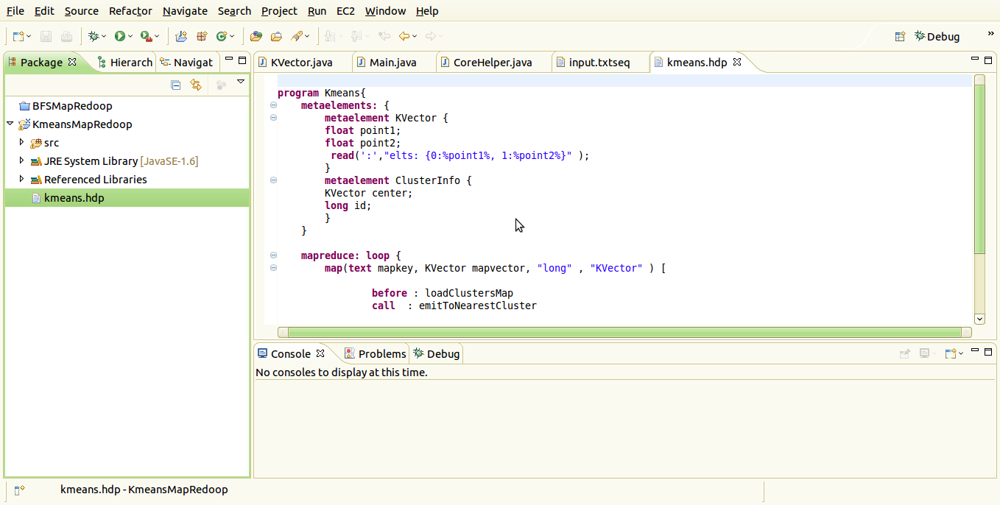 File Edit Source Refactor Navigate Search Project Run EC2 Window Help
Debug »
Package Hierarch Navigat
KVector.java Main.java CoreHelper.java input.txtseq kmeans.hdp
BFSMapRedoop
KmeansMapRedoop
src
JRE System Library [JavaSE-1.6]
Referenced Libraries
kmeans.hdp
program Kmeans{
metaelements: {
metaelement KVector {
float point1;
float point2;
read(':',"elts: {0:%point1%, 1:%point2%}" );
}
metaelement ClusterInfo {
KVector center;
long id;
}
}
mapreduce: loop {
map(text mapkey, KVector mapvector, "long" , "KVector" ) [
before : loadClustersMap
call : emitToNearestCluster
Console Problems Debug
No consoles to display at this time.
kmeans.hdp - KmeansMapRedoop